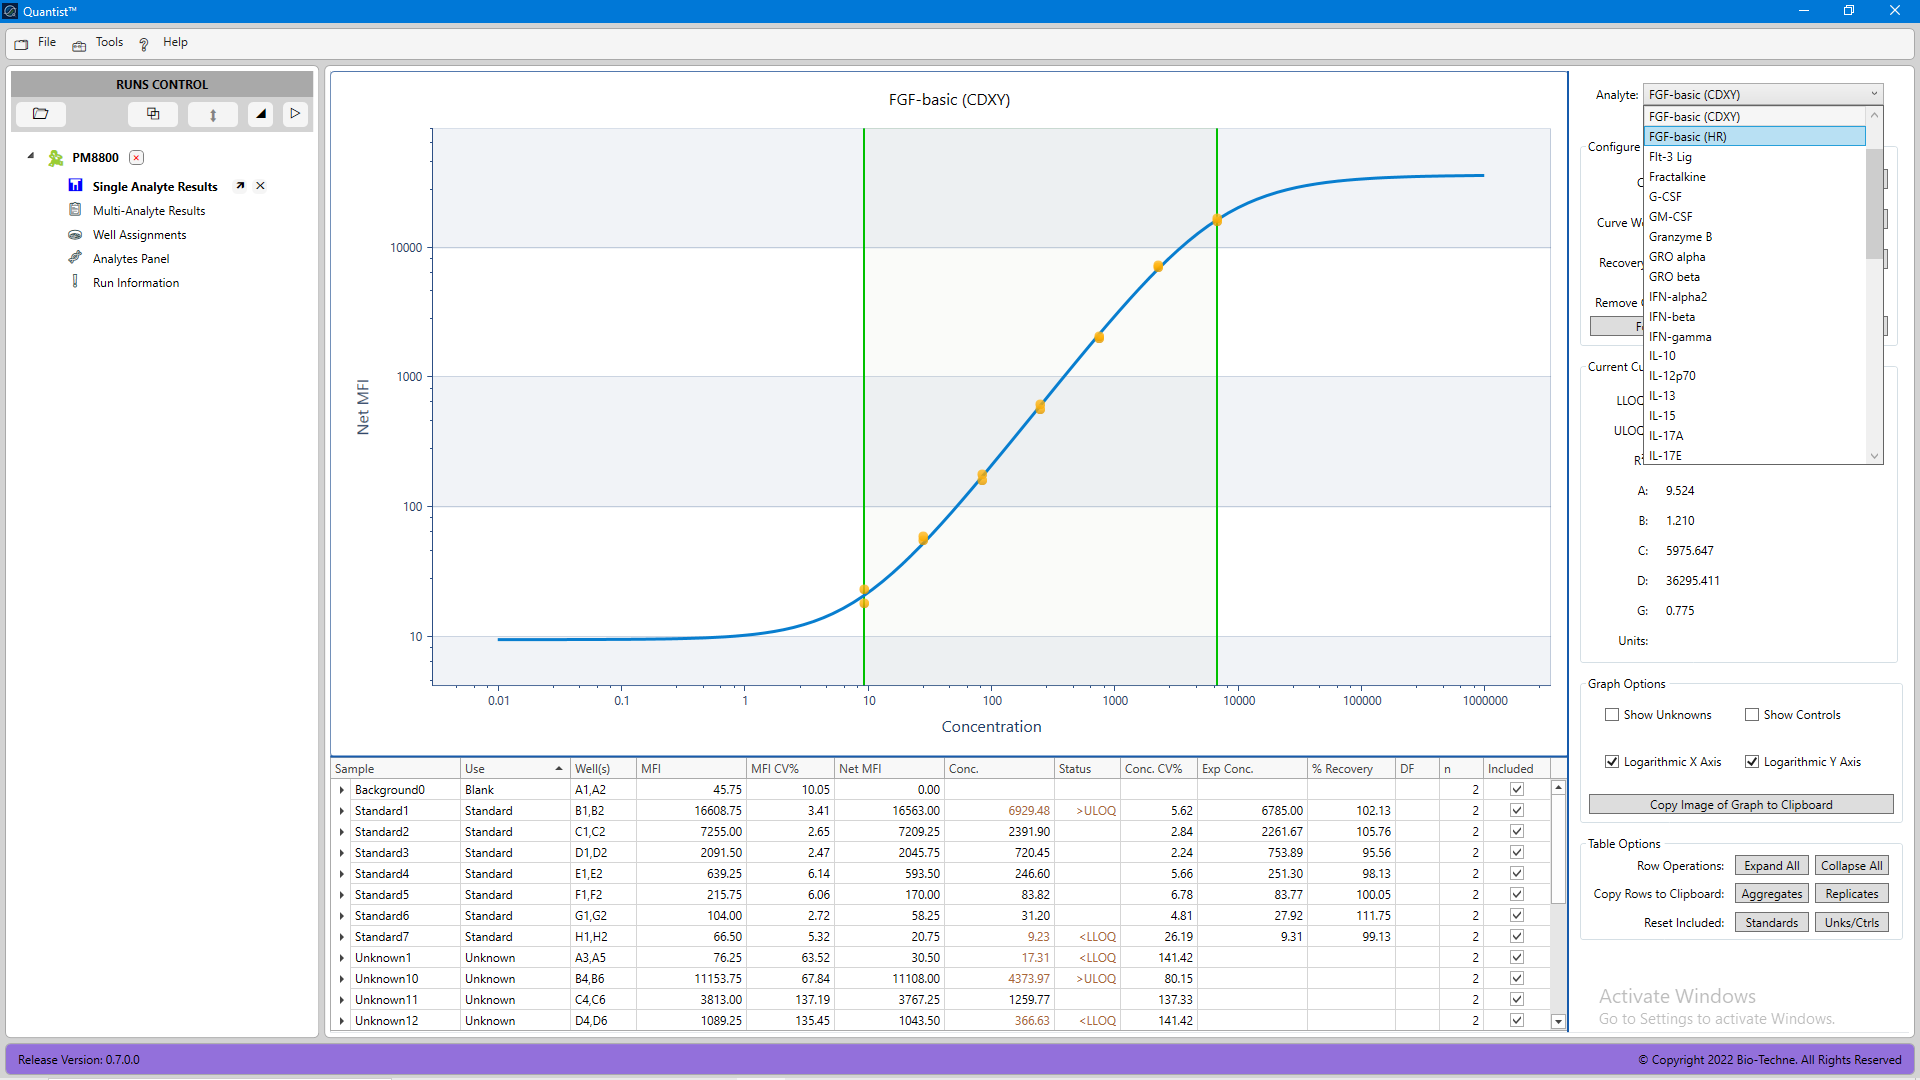 Quantist™
File Tools Help
RUNS CONTROL
PM8800
Single Analyte Results
Multi-Analyte Results
Well Assignments
Analytes Panel
Run Information
FGF-basic (CDXY)
Net MFI
10000
1000
100
10
0.01 0.1 1 10 100 1000 10000 100000 1000000
Concentration
Analyte: FGF-basic (CDXY)
FGF-basic (CDXY)
FGF-basic (HR)
Flt-3 Lig
Fractalkine
G-CSF
GM-CSF
Granzyme B
GRO alpha
GRO beta
IFN-alpha2
IFN-beta
IFN-gamma
IL-10
IL-12p70
IL-13
IL-15
IL-17A
IL-17E
Configure
Curve We
Recovery
Remove
Current Cu
LLOQ
ULOQ
A: 9.524
B: 1.210
C: 5975.647
D: 36295.411
G: 0.775
Units:
Graph Options
Show Unknowns Show Controls
Logarithmic X Axis Logarithmic Y Axis
Copy Image of Graph to Clipboard
Table Options
Row Operations: Expand All Collapse All
Copy Rows to Clipboard: Aggregates Replicates
Reset Included: Standards Unks/Ctrls
Sample Use Well(s) MFI MFI CV% Net MFI Conc. Status Conc. CV% Exp Conc. % Recovery DF n Included
Background0 Blank A1,A2 45.75 10.05 0.00 2
Standard1 Standard B1,B2 16608.75 3.41 16563.00 6929.48 >ULOQ 5.62 6785.00 102.13 2
Standard2 Standard C1,C2 7255.00 2.65 7209.25 2391.90 2.84 2261.67 105.76 2
Standard3 Standard D1,D2 2091.50 2.47 2045.75 720.45 2.24 753.89 95.56 2
Standard4 Standard E1,E2 639.25 6.14 593.50 246.60 5.66 251.30 98.13 2
Standard5 Standard F1,F2 215.75 6.06 170.00 83.82 6.78 83.77 100.05 2
Standard6 Standard G1,G2 104.00 2.72 58.25 31.20 4.81 27.92 111.75 2
Standard7 Standard H1,H2 66.50 5.32 20.75 9.23 <LLOQ 26.19 9.31 99.13 2
Unknown1 Unknown A3,A5 76.25 63.52 30.50 17.31 <LLOQ 141.42 2
Unknown10 Unknown B4,B6 11153.75 67.84 11108.00 4373.97 >ULOQ 80.15 2
Unknown11 Unknown C4,C6 3813.00 137.19 3767.25 1259.77 137.33 2
Unknown12 Unknown D4,D6 1089.25 135.45 1043.50 366.63 <LLOQ 141.42 2
Activate Windows
Go to Settings to activate Windows.
Release Version: 0.7.0.0
© Copyright 2022 Bio-Techne. All Rights Reserved